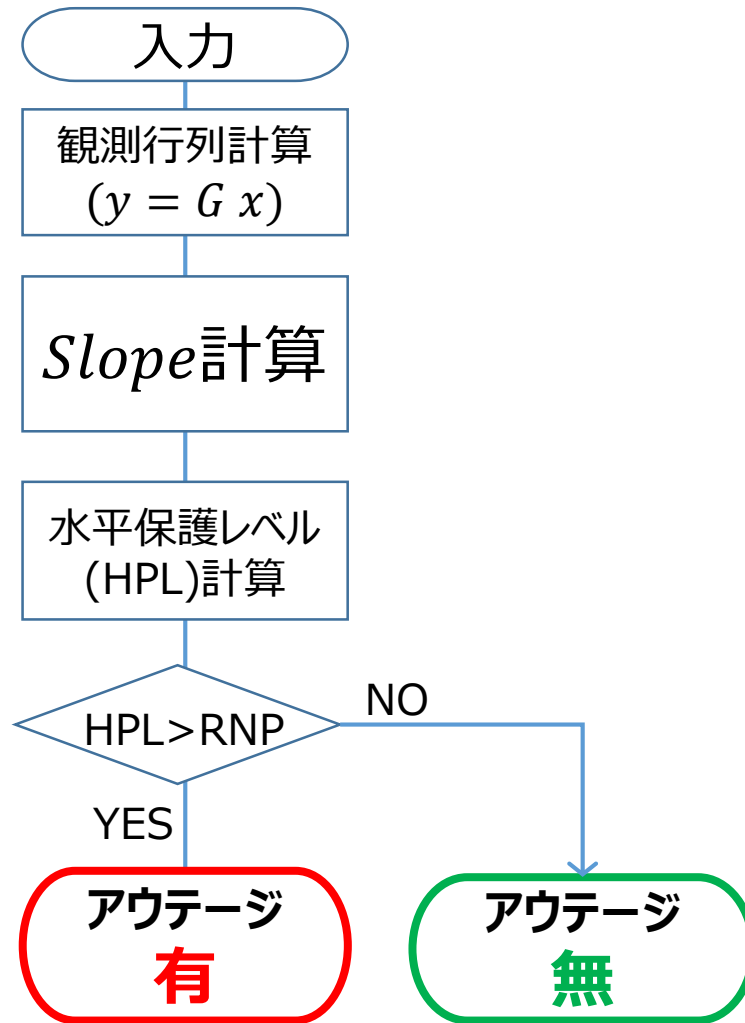 入力
観測行列計算
(y = G x)
Slope計算
水平保護レベル
(HPL)計算
HPL>RNP
NO
YES
アウテージ
有
アウテージ
無